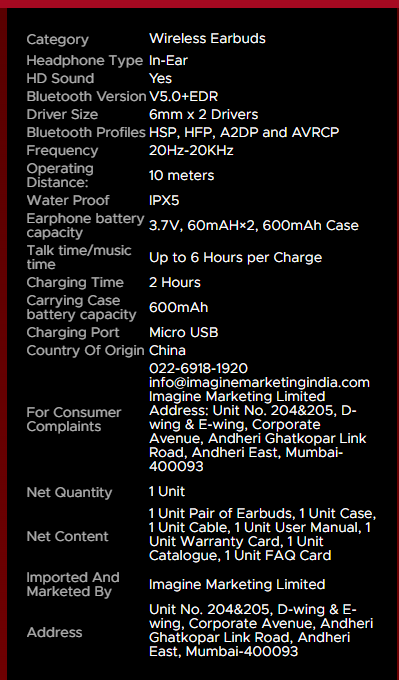 Category Wireless Earbuds
Headphone Type In-Ear
HD Sound Yes
Bluetooth Version V5.0+EDR
Driver Size 6mm x 2 Drivers
Bluetooth Profiles HSP, HFP, A2DP and AVRCP
Frequency 20Hz-20KHz
Operating
Distance: 10 meters
Water Proof IPX5
Earphone battery
capacity 3.7V, 60mAH×2, 600mAh Case
Talk time/music
time Up to 6 Hours per Charge
Charging Time 2 Hours
Carrying Case
battery capacity 600mAh
Charging Port Micro USB
Country Of Origin China
For Consumer
Complaints
022-6918-1920
info@imaginemarketingindia.com
Imagine Marketing Limited
Address: Unit No. 204&205, D-
wing & E-wing, Corporate
Avenue, Andheri Ghatkopar Link
Road, Andheri East, Mumbai-
400093
Net Quantity 1 Unit
Net Content
1 Unit Pair of Earbuds, 1 Unit Case,
1 Unit Cable, 1 Unit User Manual, 1
Unit Warranty Card, 1 Unit
Catalogue, 1 Unit FAQ Card
Imported And
Marketed By Imagine Marketing Limited
Address
Unit No. 204&205, D-wing & E-
wing, Corporate Avenue, Andheri
Ghatkopar Link Road, Andheri
East, Mumbai-400093